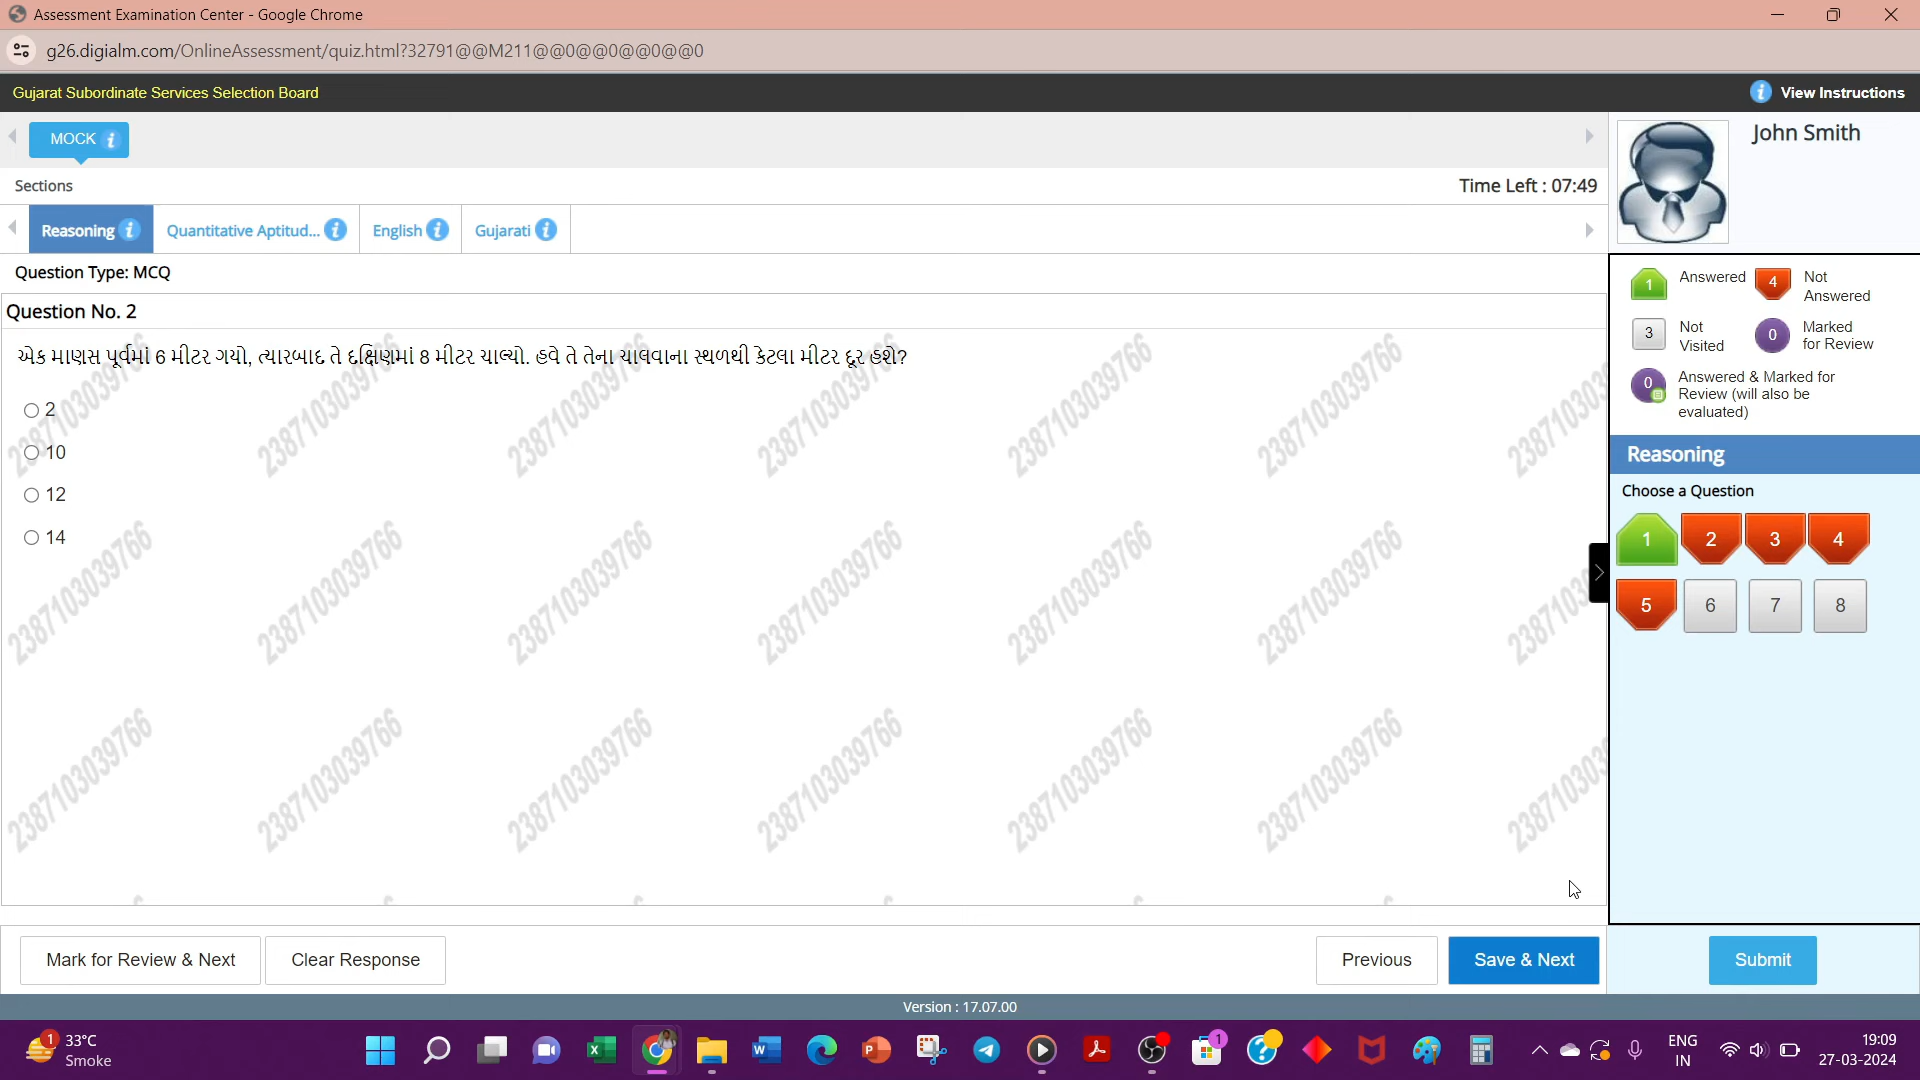 Assessment Examination Center - Google Chrome
g26.digialm.com/OnlineAssessment/quiz.html?32791@@M211@@0@@0@@0@@0
Gujarat Subordinate Services Selection Board
View Instructions
MOCK
John Smith
Sections
Time Left : 07:49
Reasoning
Quantitative Aptitud...
English
Gujarati
Question Type: MCQ
Question No. 2
એક માણસ પૂર્વમાં 6 મીટર ગયો, ત્યારબાદ તે દક્ષિણમાં 8 મીટર ચાલ્યો. હવે તે તેના ચાલવાના સ્થળથી કેટલા મીટર દૂર હશે?
2
10
12
14
2387103039766
1 Answered
4 Not
Answered
3 Not
Visited
0 Marked
for Review
0 Answered & Marked for
Review (will also be
evaluated)
Reasoning
Choose a Question
1 2 3 4
5 6 7 8
Mark for Review & Next
Clear Response
Previous
Save & Next
Submit
Version : 17.07.00
1
33°C
Smoke
1
ENG
IN
19:09
27-03-2024